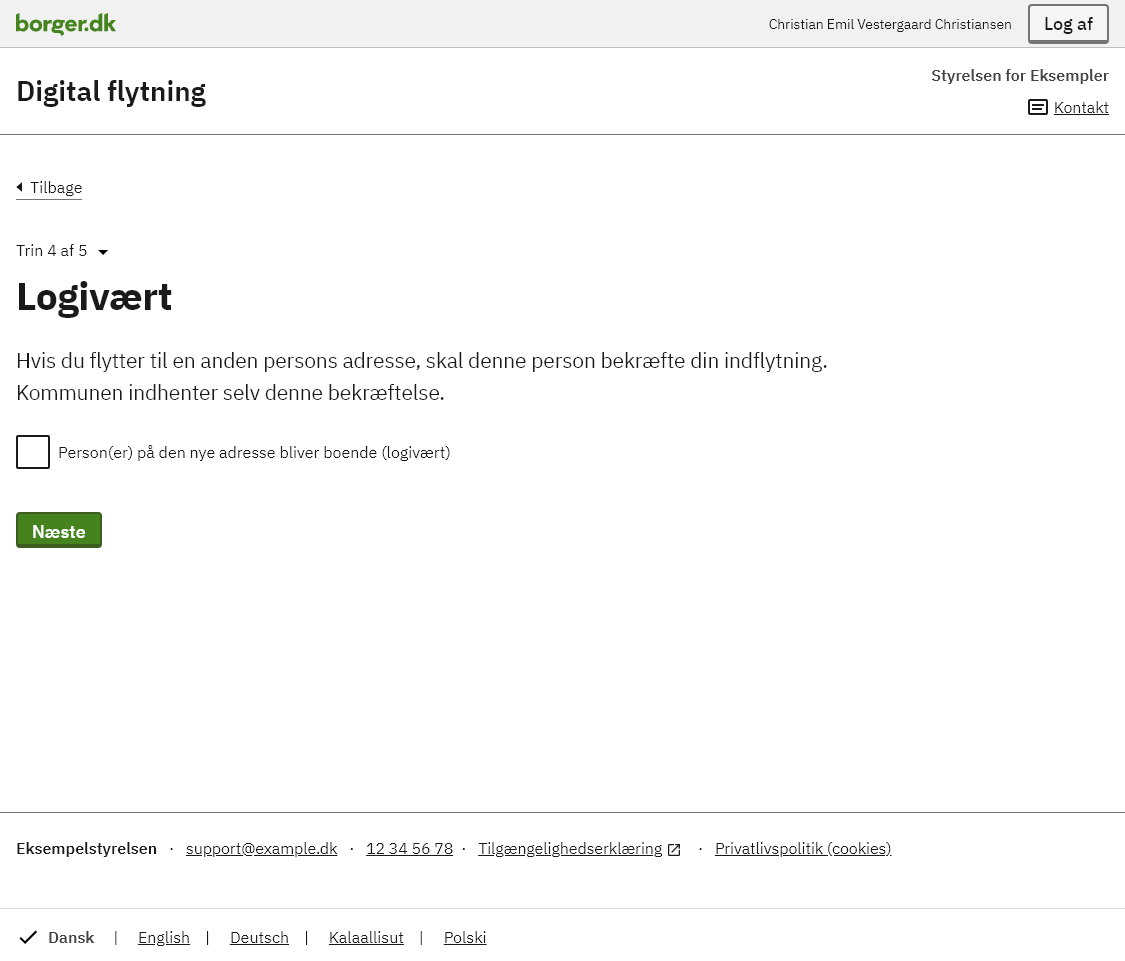 borger.dk
Christian Emil Vestergaard Christiansen
Log af
Digital flytning
Styrelsen for Eksempler
Kontakt
Tilbage
Trin 4 af 5
Logivært
Hvis du flytter til en anden persons adresse, skal denne person bekræfte din indflytning.
Kommunen indhenter selv denne bekræftelse.
Person(er) på den nye adresse bliver boende (logivært)
Næste
Eksempelstyrelsen · support@example.dk · 12 34 56 78 · Tilgængelighedserklæring · Privatlivspolitik (cookies)
Dansk | English | Deutsch | Kalaallisut | Polski